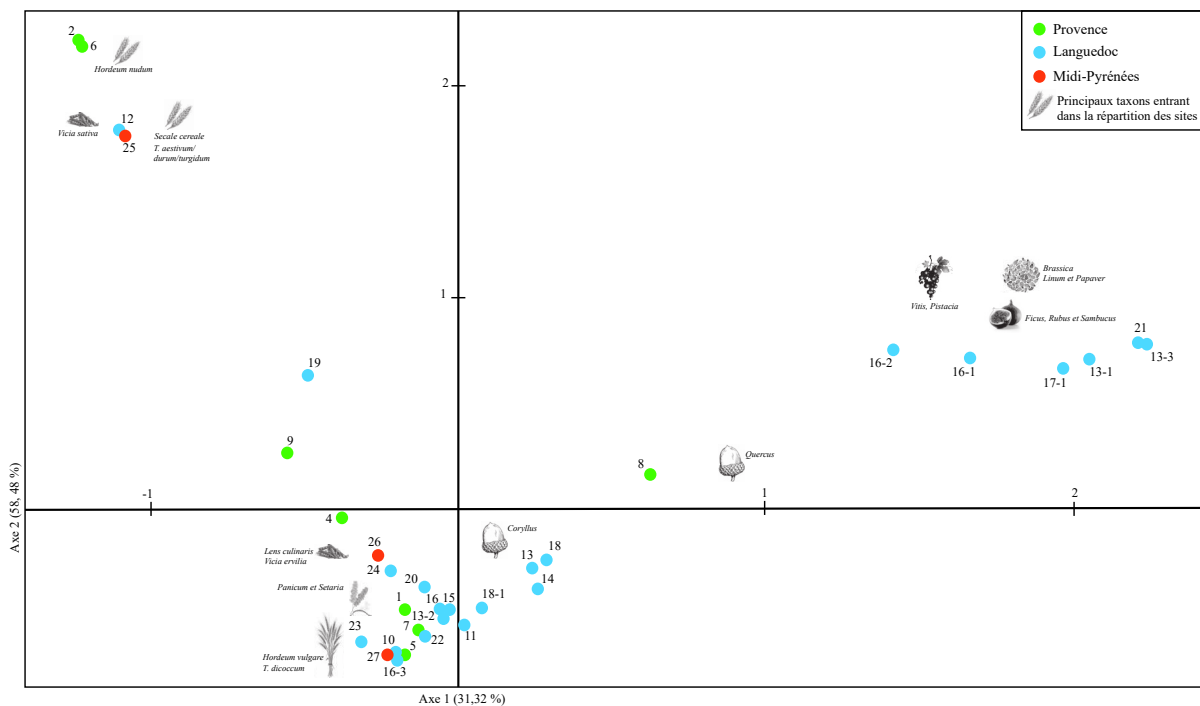 2
6
Hordeum nudum
Provence
Languedoc
Midi-Pyrénées
Principaux taxons entrant
dans la répartition des sites
2
12
Vicia sativa
25
Secale cereale
T. aestivum/
durum/turgidum
1
Vitis, Pistacia
Brassica
Linum et Papaver
Ficus, Rubus et Sambucus
21
16-2
16-1
17-1
13-1
13-3
19
9
8
Quercus
-1
1
2
4
Coryllus
Lens culinaris
Vicia ervilia
26
24
13
18
14
Panicum et Setaria
20
1
16
15
13-2
18-1
7
22
11
23
10
5
27
16-3
Hordeum vulgare
T. dicoccum
Axe 2 (58, 48 %)
Axe 1 (31,32 %)